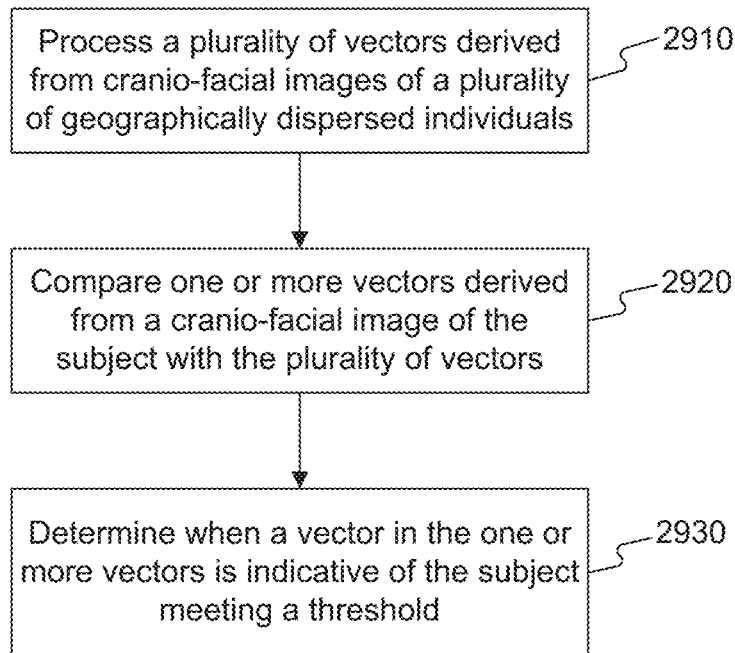 Process a plurality of vectors derived
from cranio-facial images of a plurality
of geographically dispersed individuals
2910
Compare one or more vectors derived
from a cranio-facial image of the
subject with the plurality of vectors
2920
Determine when a vector in the one or
more vectors is indicative of the subject
meeting a threshold
2930